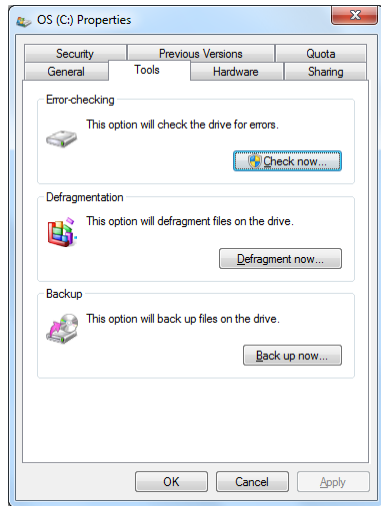 OS (C:) Properties
Security Previous Versions Quota
General Tools Hardware Sharing
Error-checking
This option will check the drive for errors.
Check now...
Defragmentation
This option will defragment files on the drive.
Defragment now...
Backup
This option will back up files on the drive.
Back up now...
OK Cancel Apply